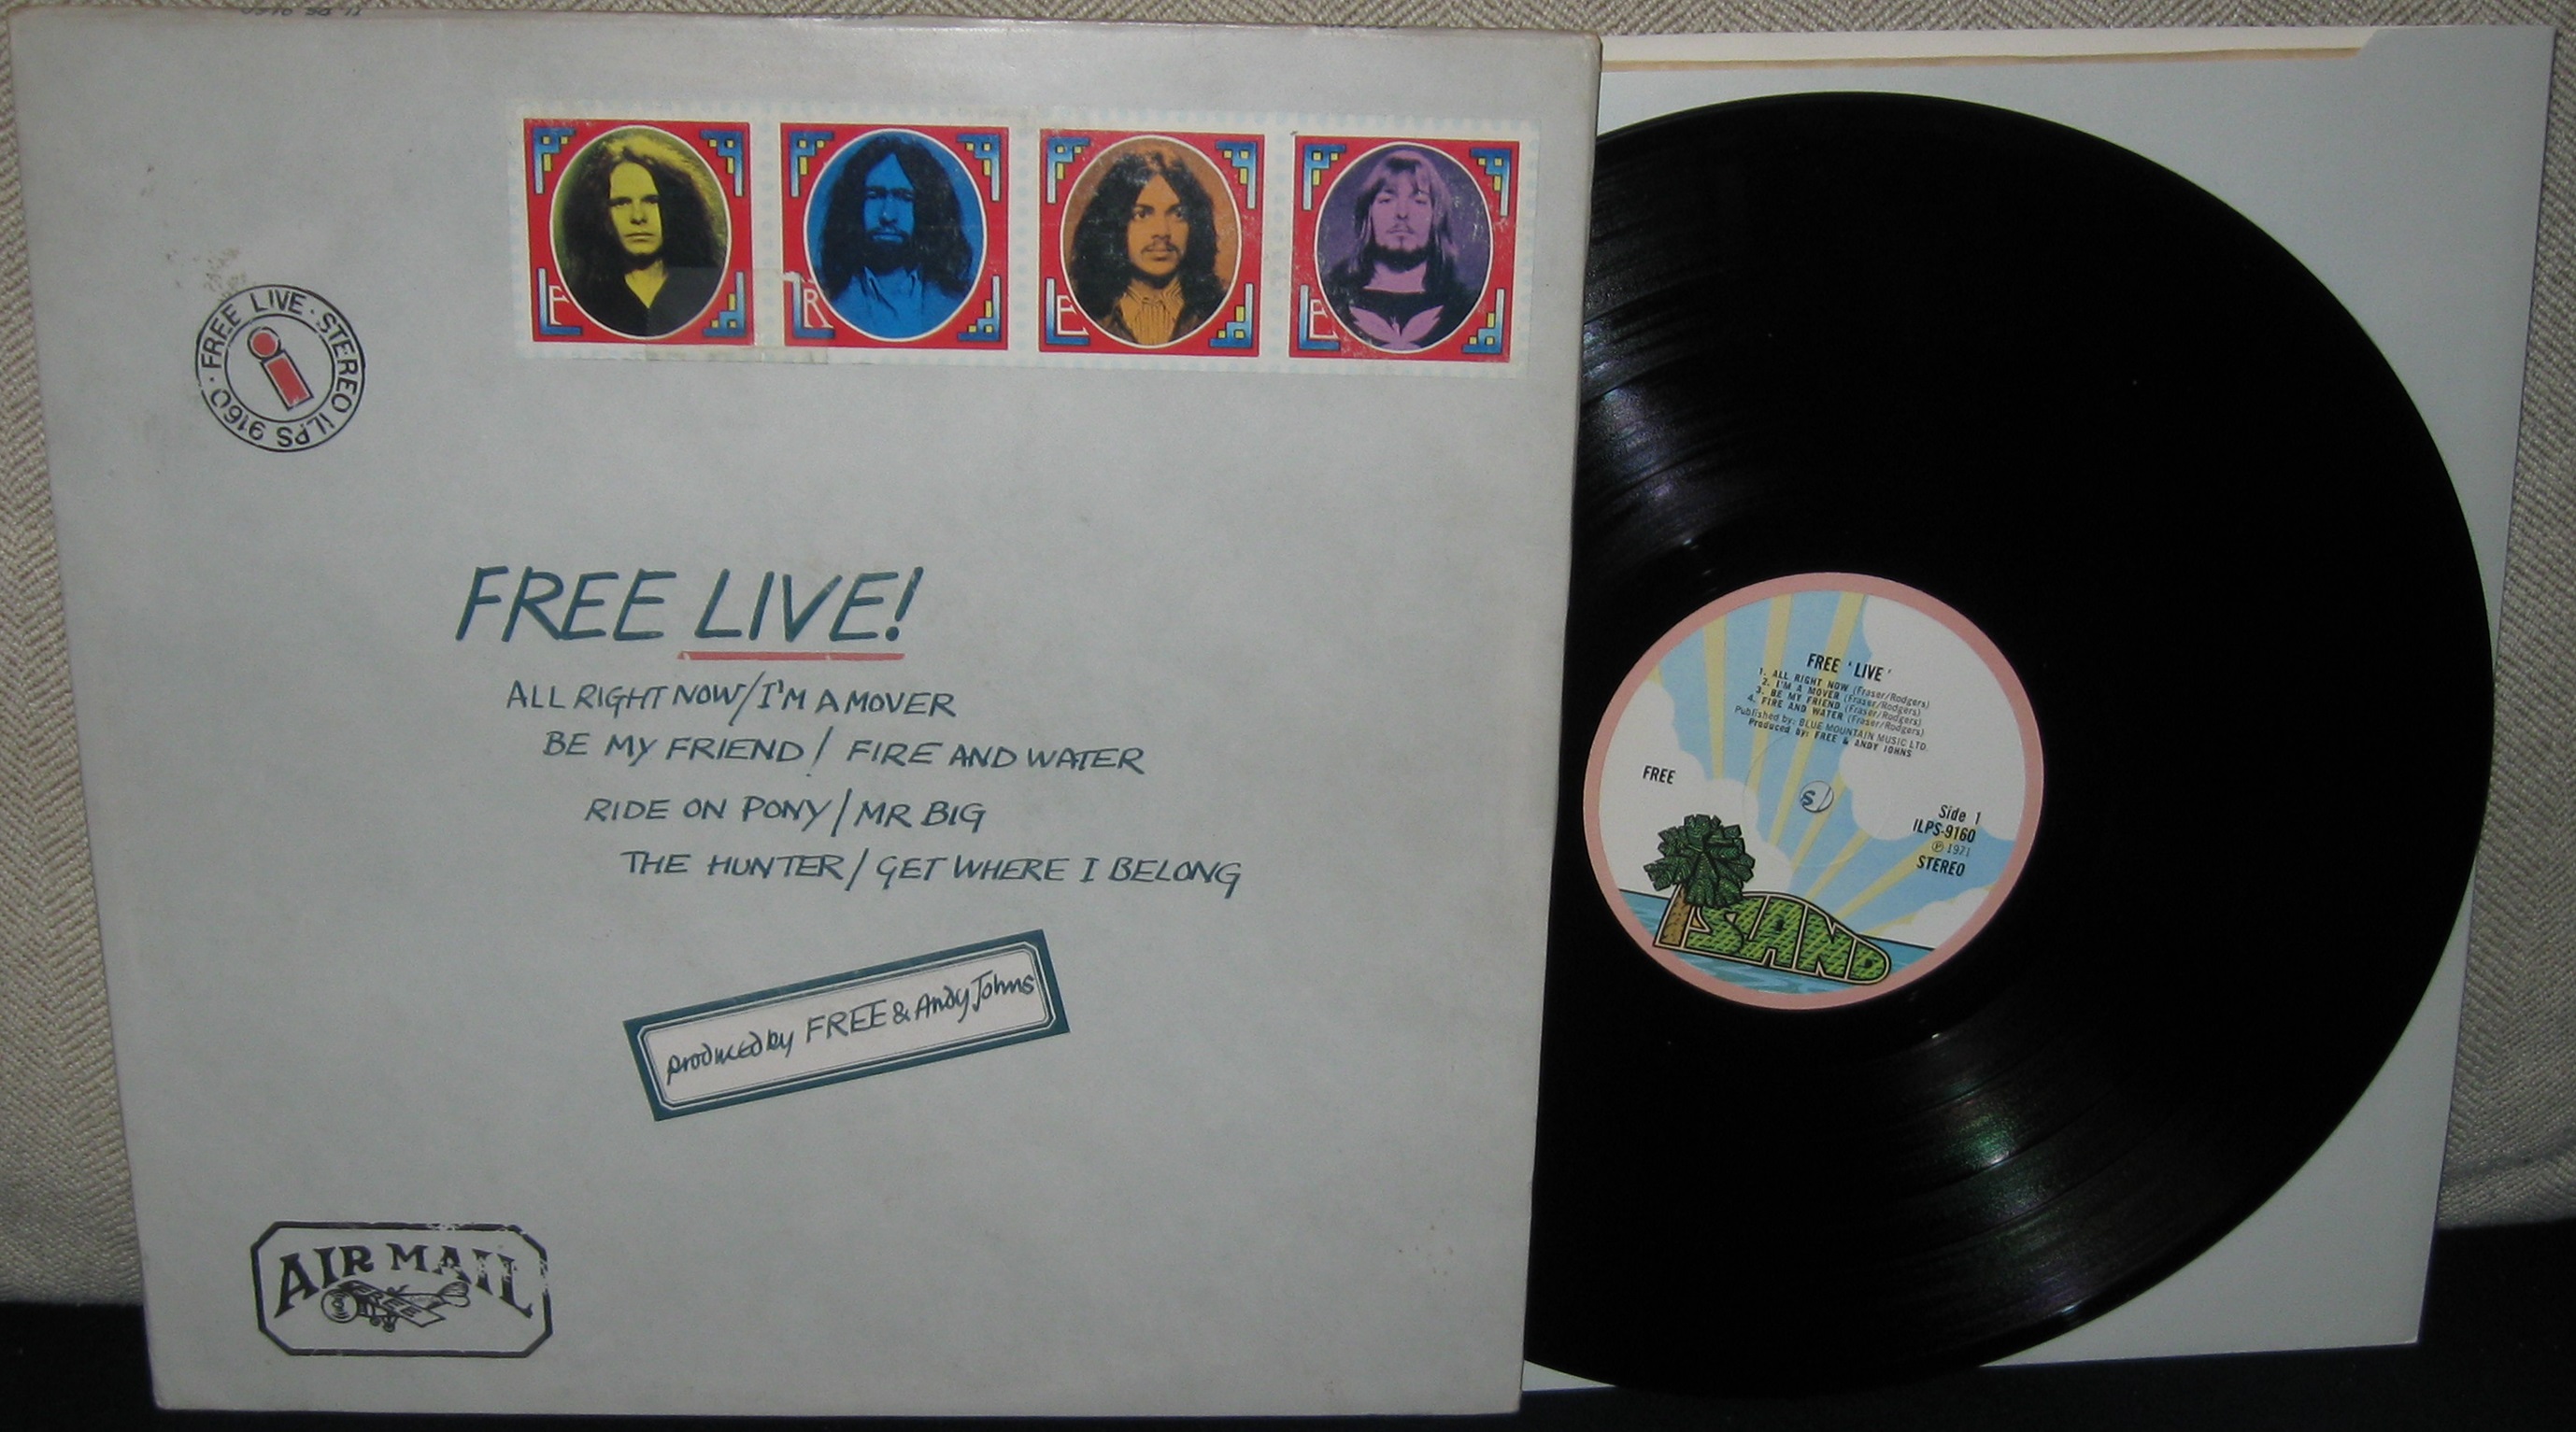 F
R
E
E
· FREE LIVE · STEREO ILPS 9160
i
FREE LIVE!
ALL RIGHT NOW/I'M A MOVER
BE MY FRIEND/ FIRE AND WATER
RIDE ON PONY/MR BIG
THE HUNTER/GET WHERE I BELONG
produced by FREE & Andy Johns
AIR MAIL
FREE
FREE 'LIVE'
1. ALL RIGHT NOW (Fraser/Rodgers)
2. I'M A MOVER (Fraser/Rodgers)
3. BE MY FRIEND (Fraser/Rodgers)
4. FIRE AND WATER (Fraser/Rodgers)
Published by: BLUE MOUNTAIN MUSIC LTD.
Produced by: FREE & ANDY JOHNS
FREE
Side 1
ILPS-9160
℗ 1971
STEREO
ISLAND